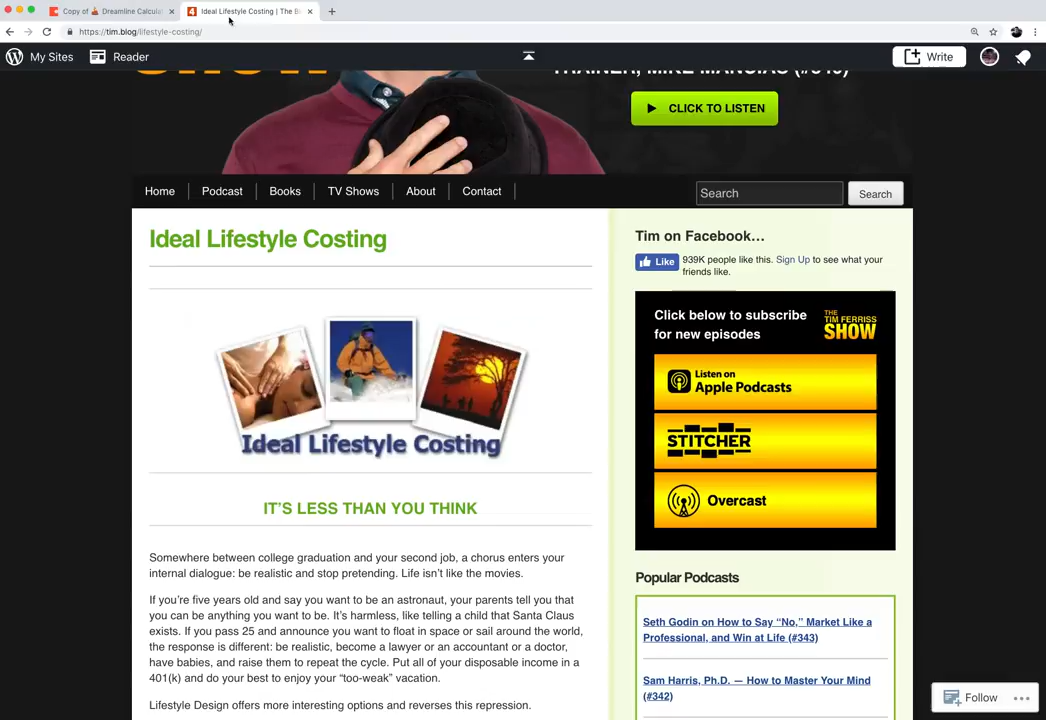 Copy of Dreamline Calcula
Ideal Lifestyle Costing | The B
https://tim.blog/lifestyle-costing/
My Sites
Reader
Write
TRAINER, MIKE MANCIAS (#349)
CLICK TO LISTEN
Home
Podcast
Books
TV Shows
About
Contact
Search
Search
Ideal Lifestyle Costing
Ideal Lifestyle Costing
IT'S LESS THAN YOU THINK
Somewhere between college graduation and your second job, a chorus enters your
internal dialogue: be realistic and stop pretending. Life isn't like the movies.
If you're five years old and say you want to be an astronaut, your parents tell you that
you can be anything you want to be. It's harmless, like telling a child that Santa Claus
exists. If you pass 25 and announce you want to float in space or sail around the world,
the response is different: be realistic, become a lawyer or an accountant or a doctor,
have babies, and raise them to repeat the cycle. Put all of your disposable income in a
401(k) and do your best to enjoy your “too-weak” vacation.
Lifestyle Design offers more interesting options and reverses this repression.
Tim on Facebook…
Like
939K people like this. Sign Up to see what your
friends like.
Click below to subscribe
for new episodes
THE
TIM FERRISS
SHOW
Listen on
Apple Podcasts
STITCHER
Overcast
Popular Podcasts
Seth Godin on How to Say “No,” Market Like a
Professional, and Win at Life (#343)
Sam Harris, Ph.D. — How to Master Your Mind
(#342)
Follow